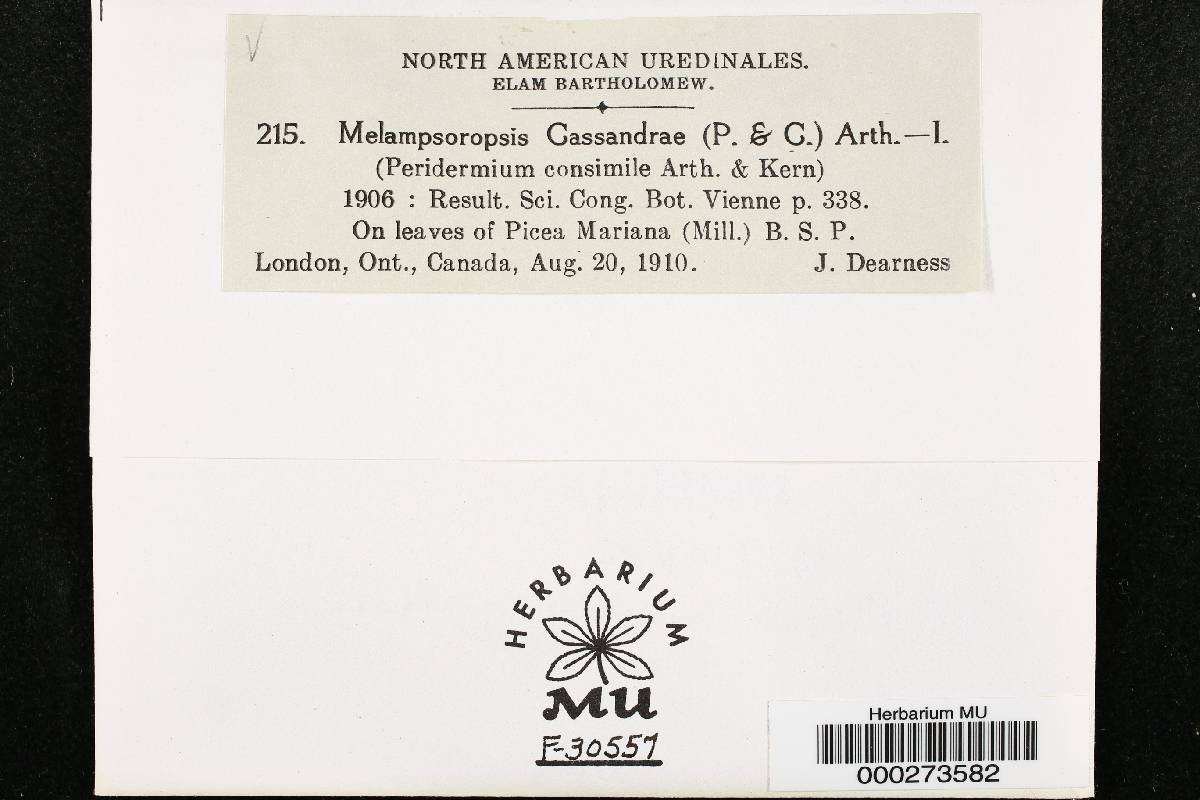 NORTH AMERICAN UREDINALES.
ELAM BARTHOLOMEW.
215. Melampsoropsis Cassandrae (P. & C.) Arth.—I.
(Peridermium consimile Arth. & Kern)
1906 : Result. Sci. Cong. Bot. Vienne p. 338.
On leaves of Picea Mariana (Mill.) B. S. P.
London, Ont., Canada, Aug. 20, 1910. J. Dearness
HERBARIUM
MU
F-30557
Herbarium MU
000273582